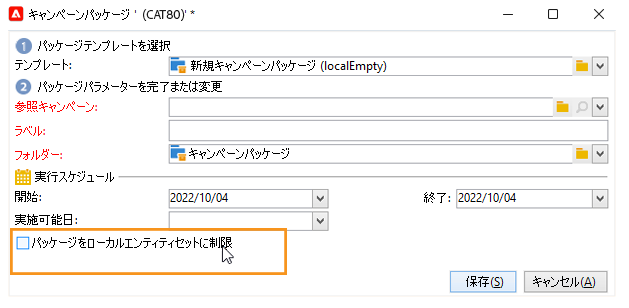 キャンペーンパッケージ ' (CAT80)' *
1 パッケージテンプレートを選択
テンプレート: 新規キャンペーンパッケージ (localEmpty)
2 パッケージパラメーターを完了または変更
参照キャンペーン:
ラベル:
フォルダー: キャンペーンパッケージ
実行スケジュール
開始: 2022/10/04 終了: 2022/10/04
実施可能日:
パッケージをローカルエンティティセットに制限
保存(S) キャンセル(A)